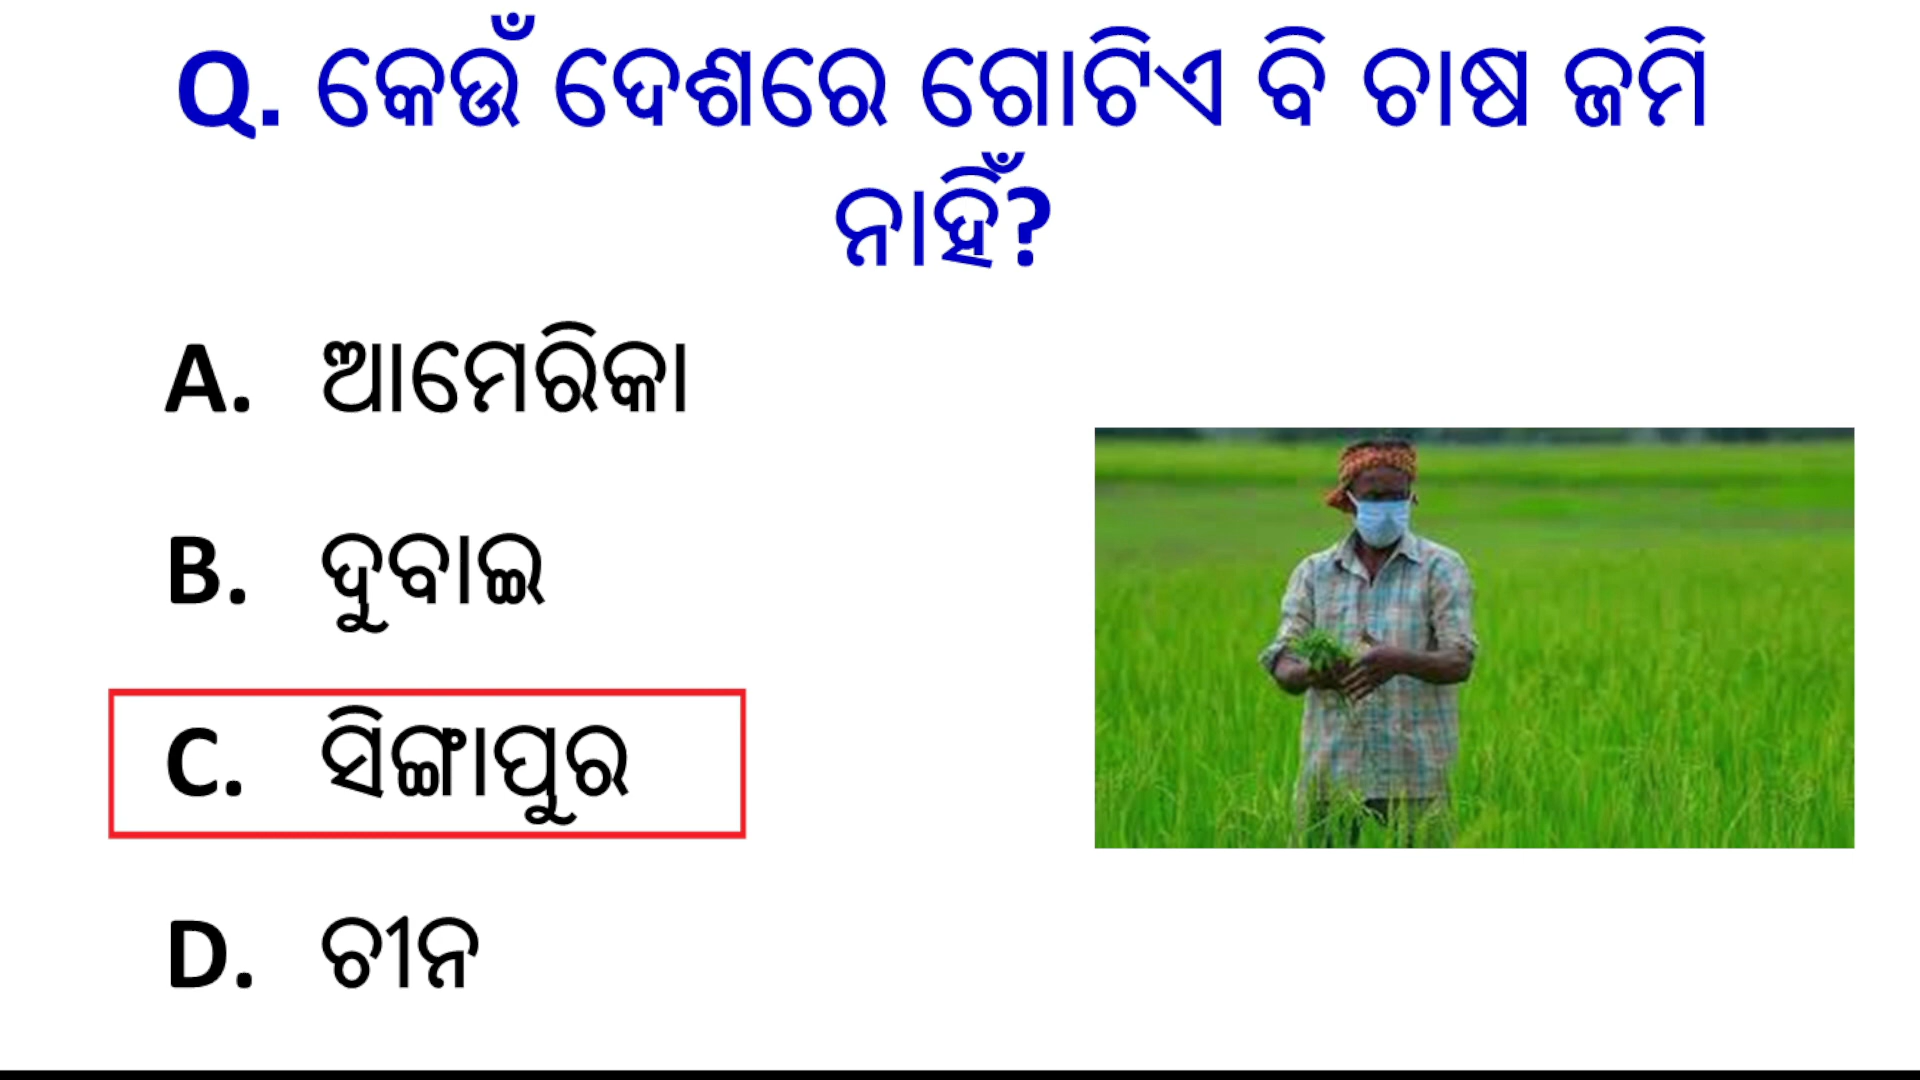 Q. କେଉଁ ଦେଶରେ ଗୋଟିଏ ବି ଚାଷ ଜମି
ନାହିଁ?
A. ଆମେରିକା
B. ଦୁବାଇ
C. ସିଙ୍ଗାପୁର
D. ଚୀନ